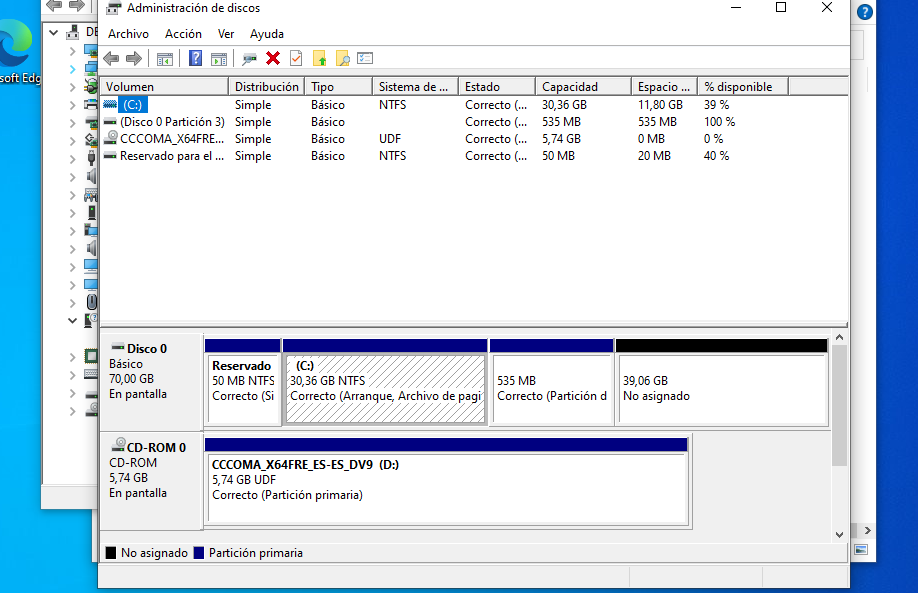 Administración de discos
Archivo Acción Ver Ayuda
Volumen Distribución Tipo Sistema de ... Estado Capacidad Espacio ... % disponible
(C:) Simple Básico NTFS Correcto (... 30,36 GB 11,80 GB 39 %
(Disco 0 Partición 3) Simple Básico Correcto (... 535 MB 535 MB 100 %
CCCOMA_X64FRE... Simple Básico UDF Correcto (... 5,74 GB 0 MB 0 %
Reservado para el ... Simple Básico NTFS Correcto (... 50 MB 20 MB 40 %
soft Edg
DE
Disco 0
Básico
70,00 GB
En pantalla
Reservado
50 MB NTFS
Correcto (Si
(C:)
30,36 GB NTFS
Correcto (Arranque, Archivo de pagi
535 MB
Correcto (Partición d
39,06 GB
No asignado
CD-ROM 0
CD-ROM
5,74 GB
En pantalla
CCCOMA_X64FRE_ES-ES_DV9 (D:)
5,74 GB UDF
Correcto (Partición primaria)
No asignado Partición primaria